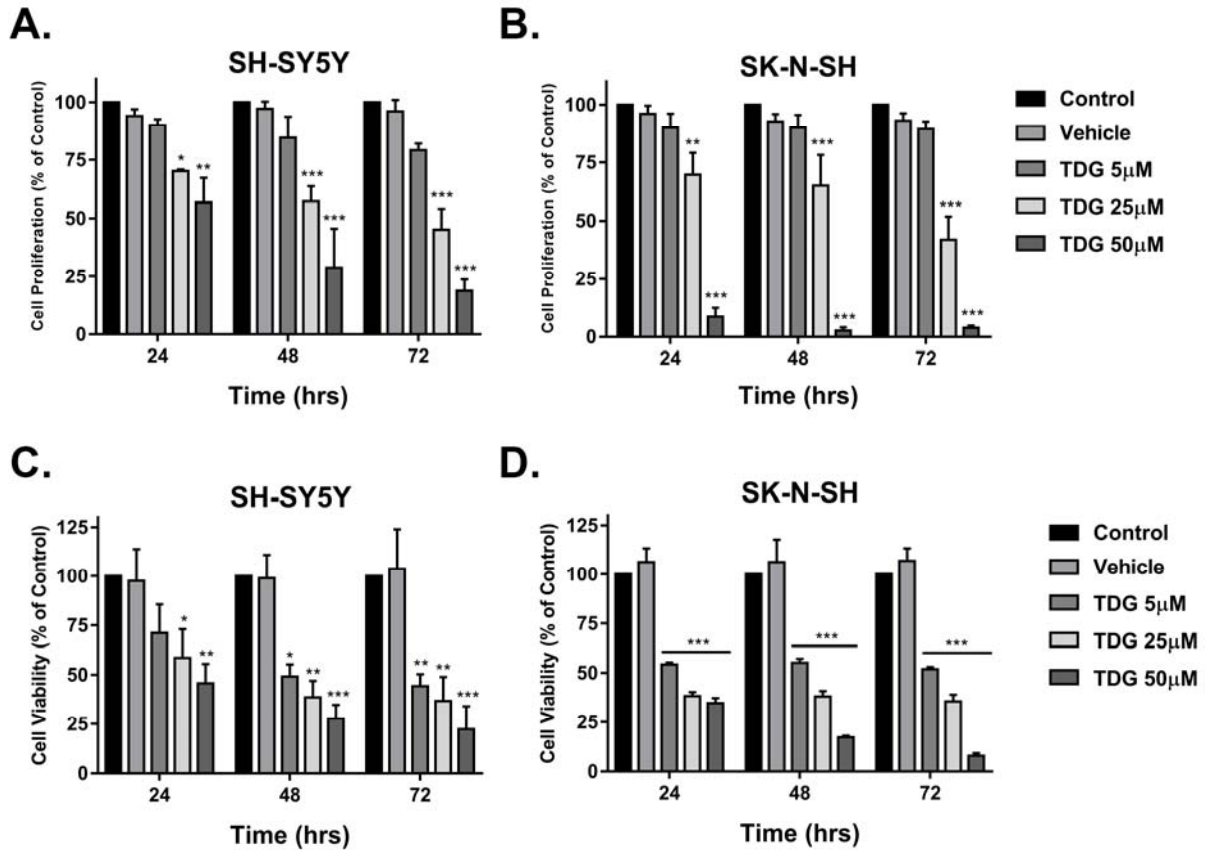 A.
SH-SY5Y
Cell Proliferation (% of Control)
100
75
50
25
0
*
**
***
***
***
***
24
48
72
Time (hrs)
B.
SK-N-SH
Cell Proliferation (% of Control)
100
75
50
25
0
**
***
***
***
***
***
24
48
72
Time (hrs)
Control
Vehicle
TDG 5µM
TDG 25µM
TDG 50µM
C.
SH-SY5Y
Cell Viability (% of Control)
125
100
75
50
25
0
*
**
*
**
***
**
**
***
24
48
72
Time (hrs)
D.
SK-N-SH
Cell Viability (% of Control)
125
100
75
50
25
0
***
***
***
24
48
72
Time (hrs)
Control
Vehicle
TDG 5µM
TDG 25µM
TDG 50µM